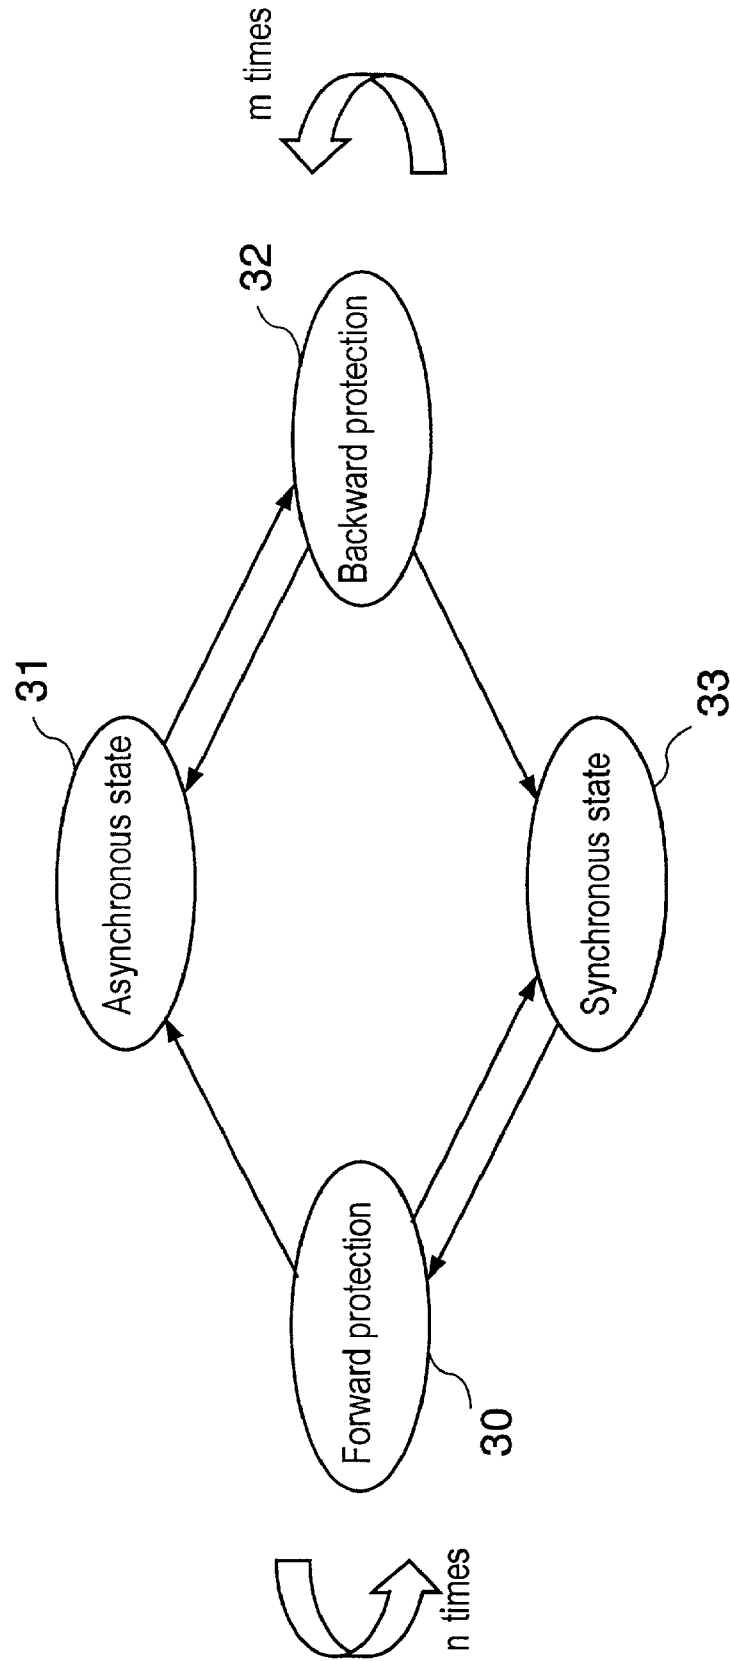 31
Asynchronous state
n times
Forward protection
30
32
Backward protection
m times
Synchronous state
33